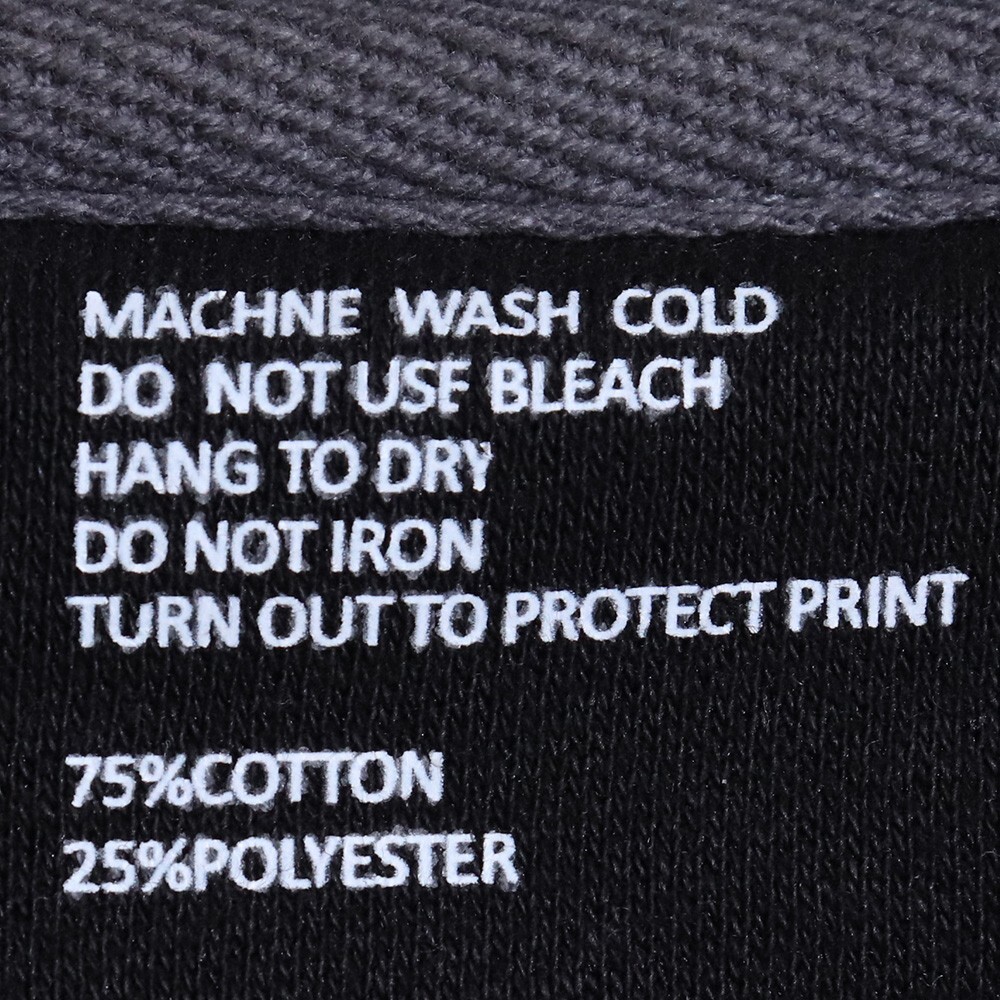 MACHNE WASH COLD
DO NOT USE BLEACH
HANG TO DRY
DO NOT IRON
TURN OUT TO PROTECT PRINT
75%COTTON
25%POLYESTER